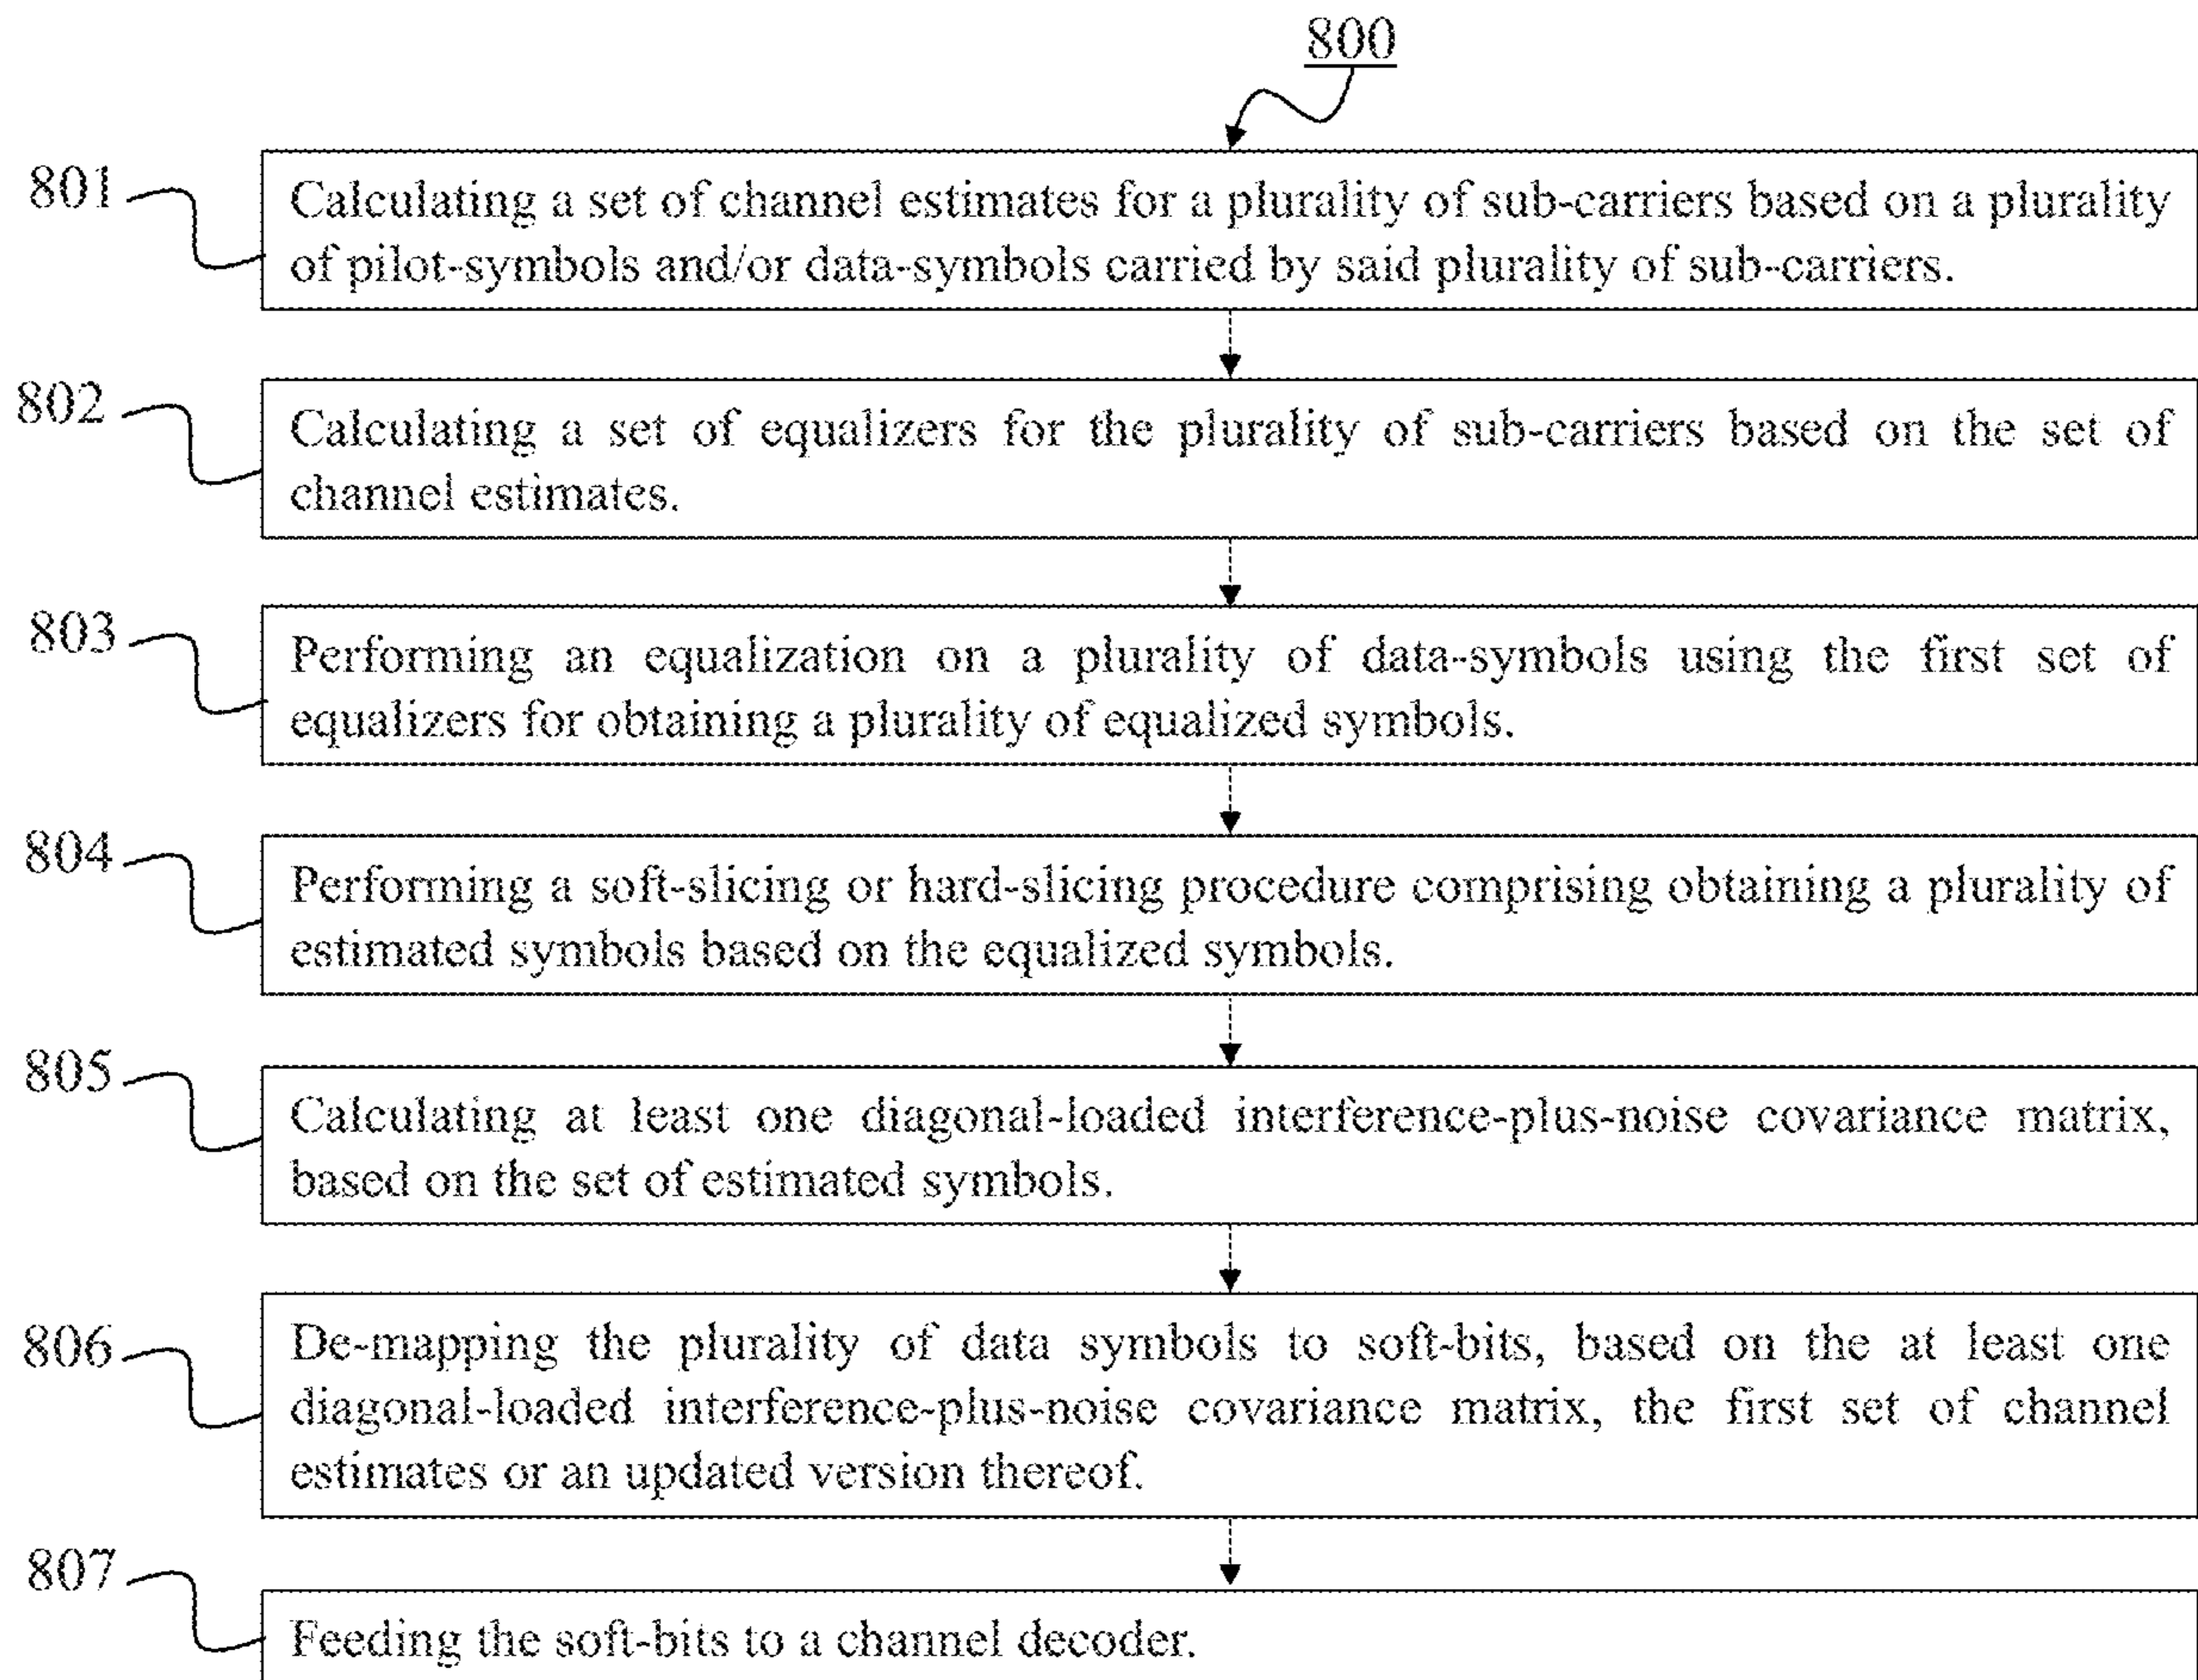 800
801
Calculating a set of channel estimates for a plurality of sub-carriers based on a plurality
of pilot-symbols and/or data-symbols carried by said plurality of sub-carriers.
802
Calculating a set of equalizers for the plurality of sub-carriers based on the set of
channel estimates.
803
Performing an equalization on a plurality of data-symbols using the first set of
equalizers for obtaining a plurality of equalized symbols.
804
Performing a soft-slicing or hard-slicing procedure comprising obtaining a plurality of
estimated symbols based on the equalized symbols.
805
Calculating at least one diagonal-loaded interference-plus-noise covariance matrix,
based on the set of estimated symbols.
806
De-mapping the plurality of data symbols to soft-bits, based on the at least one
diagonal-loaded interference-plus-noise covariance matrix, the first set of channel
estimates or an updated version thereof.
807
Feeding the soft-bits to a channel decoder.